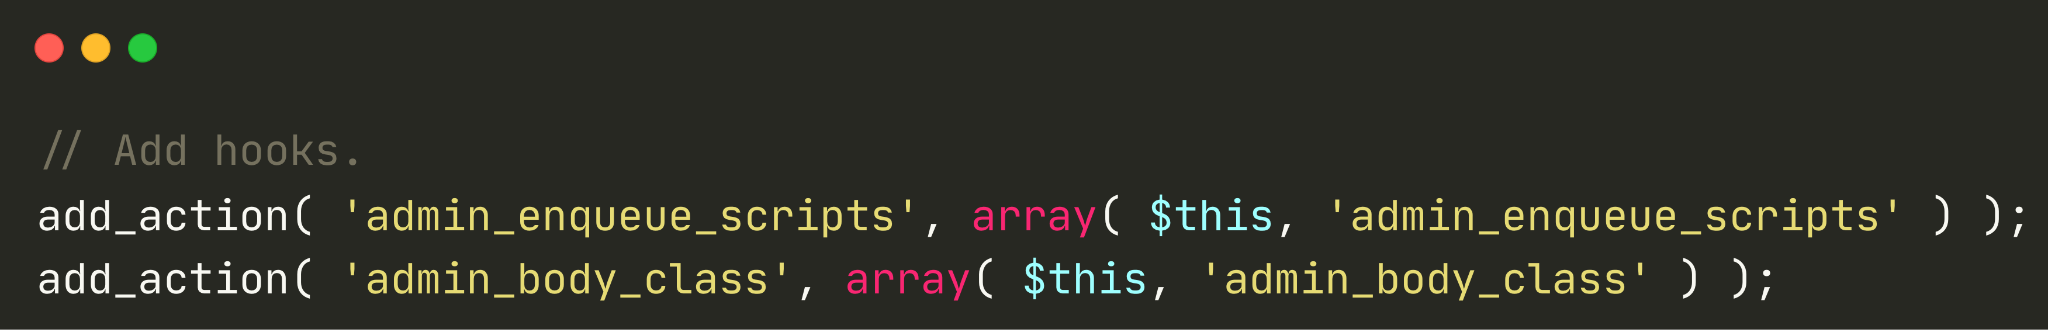 // Add hooks.
add_action( 'admin_enqueue_scripts', array( $this, 'admin_enqueue_scripts' ) );
add_action( 'admin_body_class', array( $this, 'admin_body_class' ) );